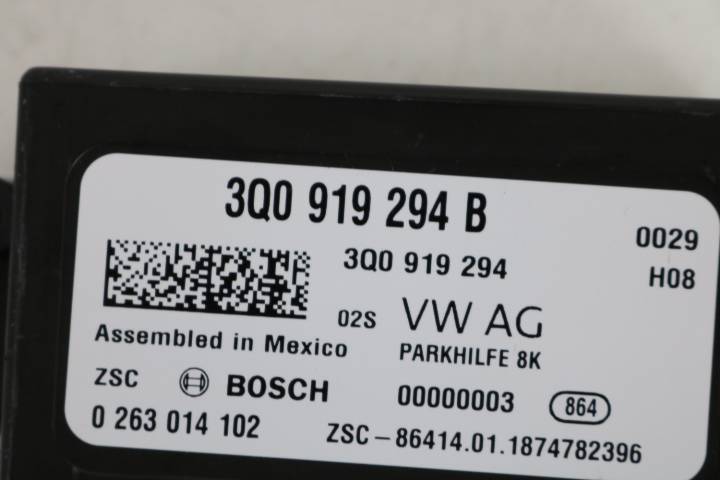 3Q0 919 294 B
0029
3Q0 919 294
H08
02S VW AG
Assembled in Mexico
PARKHILFE 8K
ZSC BOSCH 00000003 864
0 263 014 102 ZSC-86414.01.1874782396